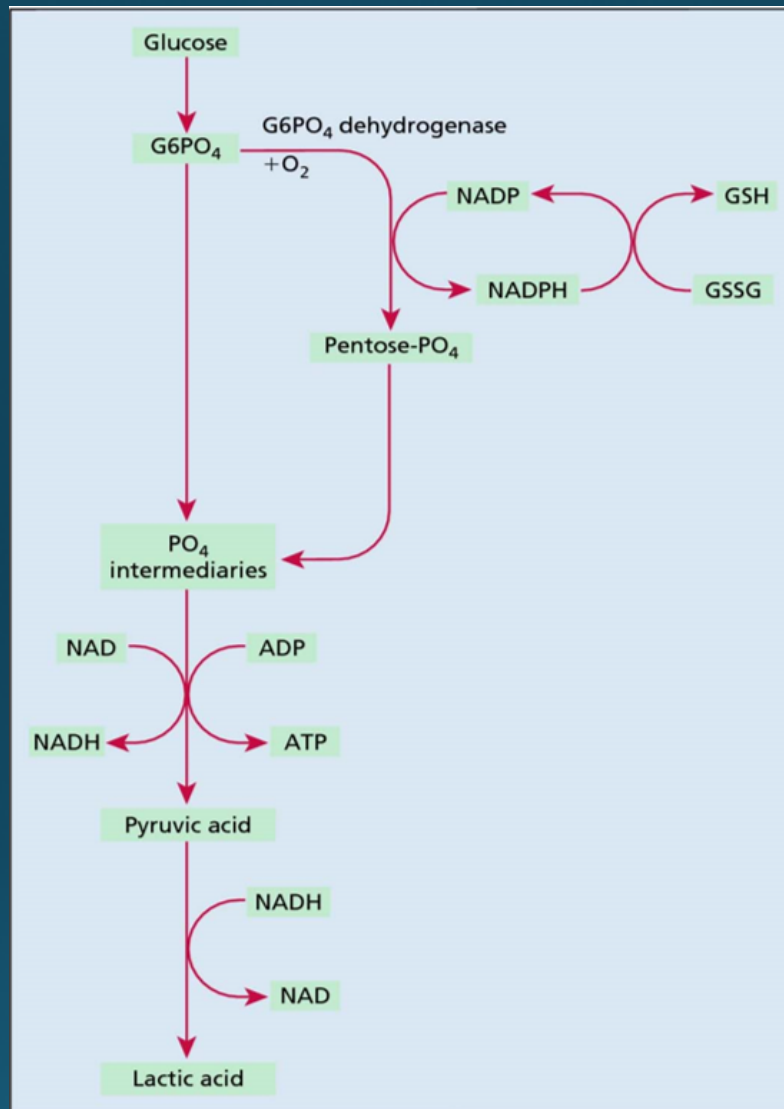 Glucose
G6PO₄ dehydrogenase
G6PO₄
+O₂
NADP
GSH
NADPH
GSSG
Pentose-PO₄
PO₄
intermediaries
NAD
ADP
NADH
ATP
Pyruvic acid
NADH
NAD
Lactic acid